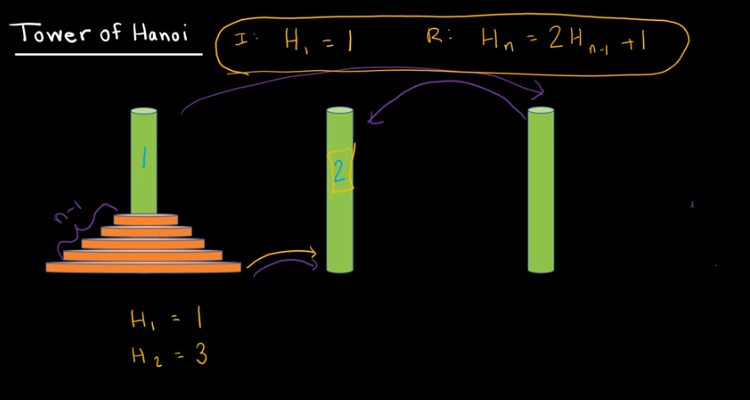 Tower of Hanoi
I: H₁ = 1 R: Hₙ = 2Hₙ₋₁ + 1
1
2
n-1
H₁ = 1
H₂ = 3